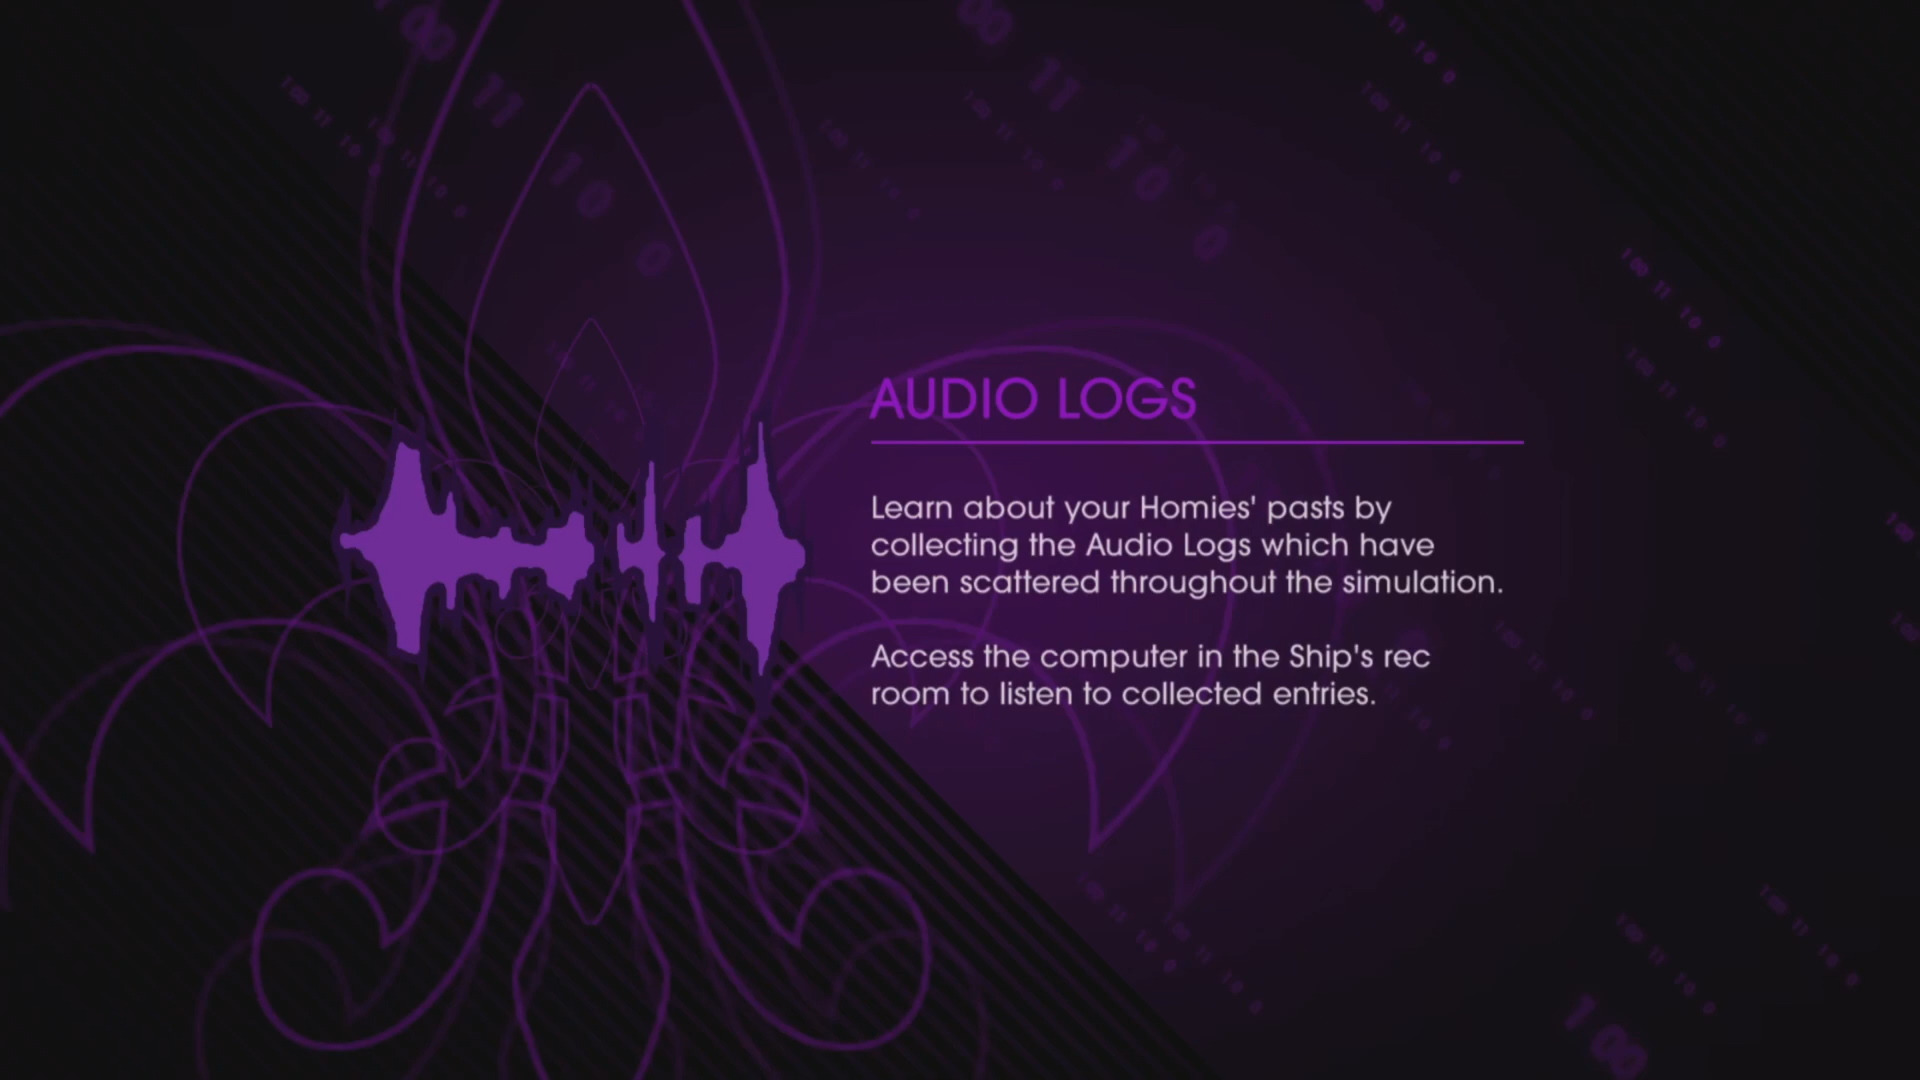 AUDIO LOGS
Learn about your Homies' pasts by
collecting the Audio Logs which have
been scattered throughout the simulation.
Access the computer in the Ship's rec
room to listen to collected entries.